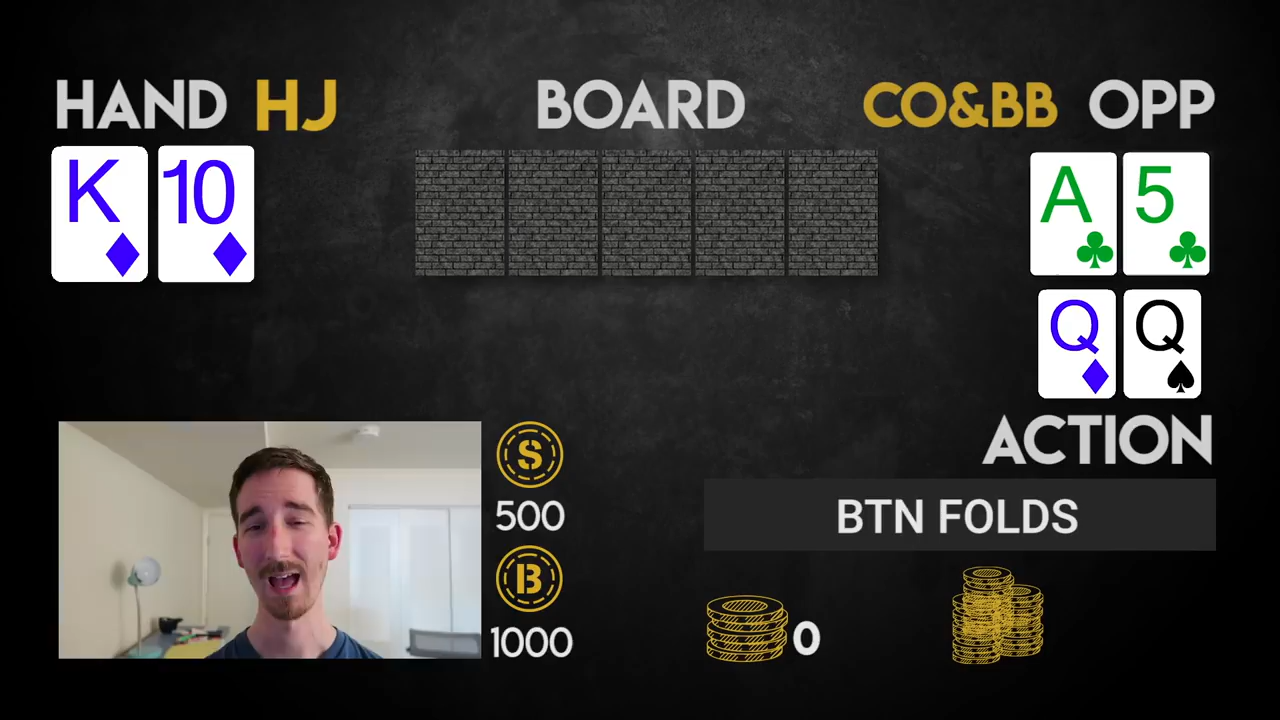 HAND HJ
BOARD
CO&BB OPP
K 10
A 5
Q Q
ACTION
S
500
BTN FOLDS
B
1000
0